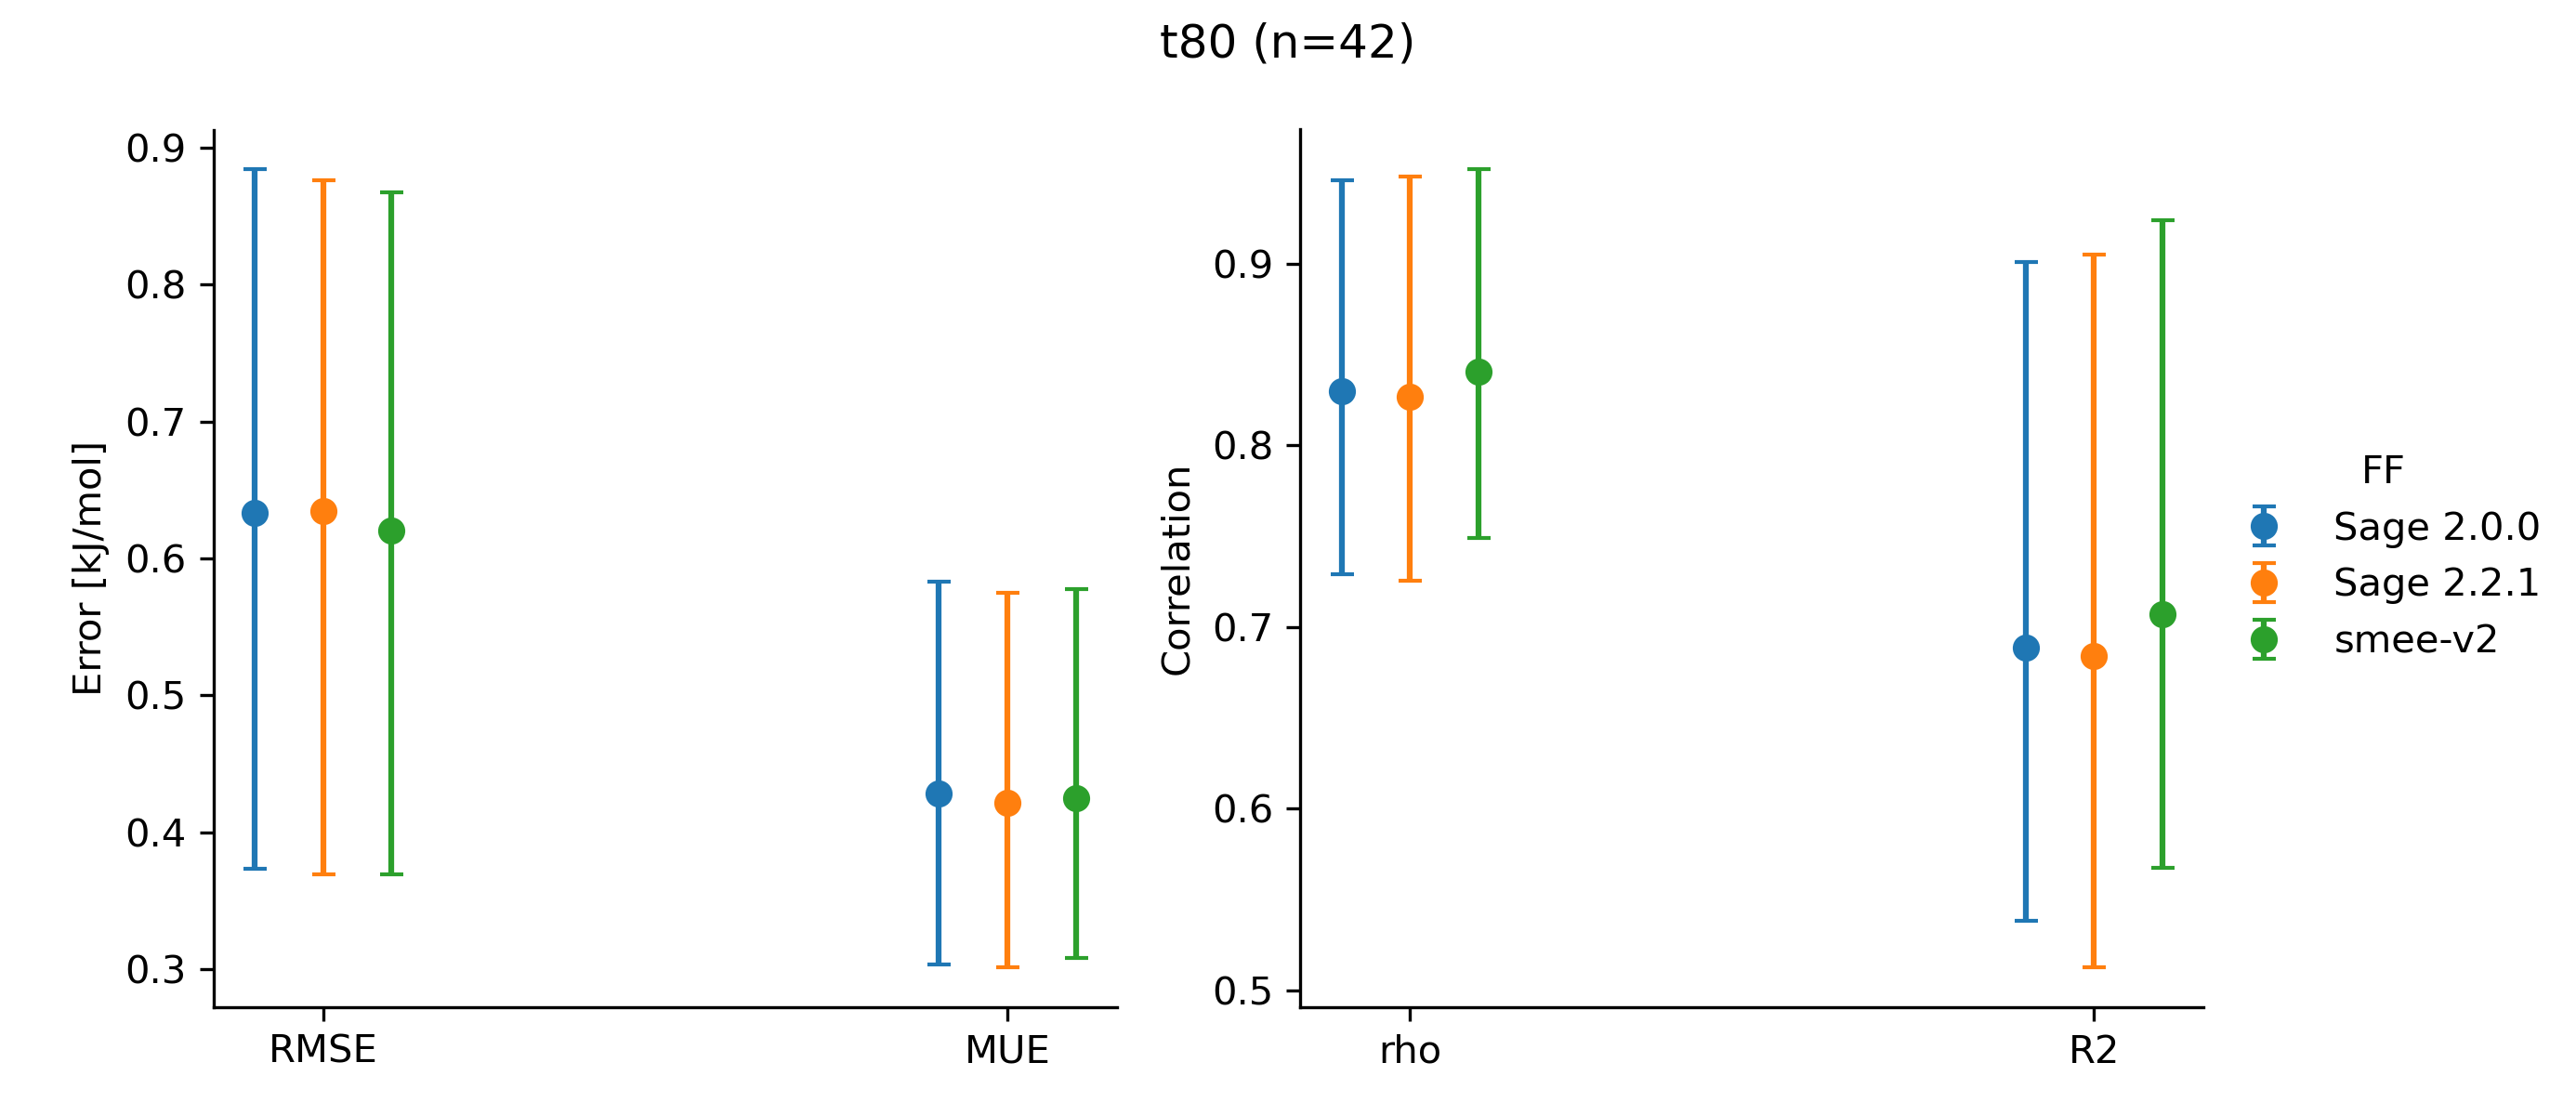 t80 (n=42)
Error [kJ/mol]
0.9
0.8
0.7
0.6
0.5
0.4
0.3
RMSE
MUE
Correlation
0.9
0.8
0.7
0.6
0.5
rho
R2
FF
Sage 2.0.0
Sage 2.2.1
smee-v2